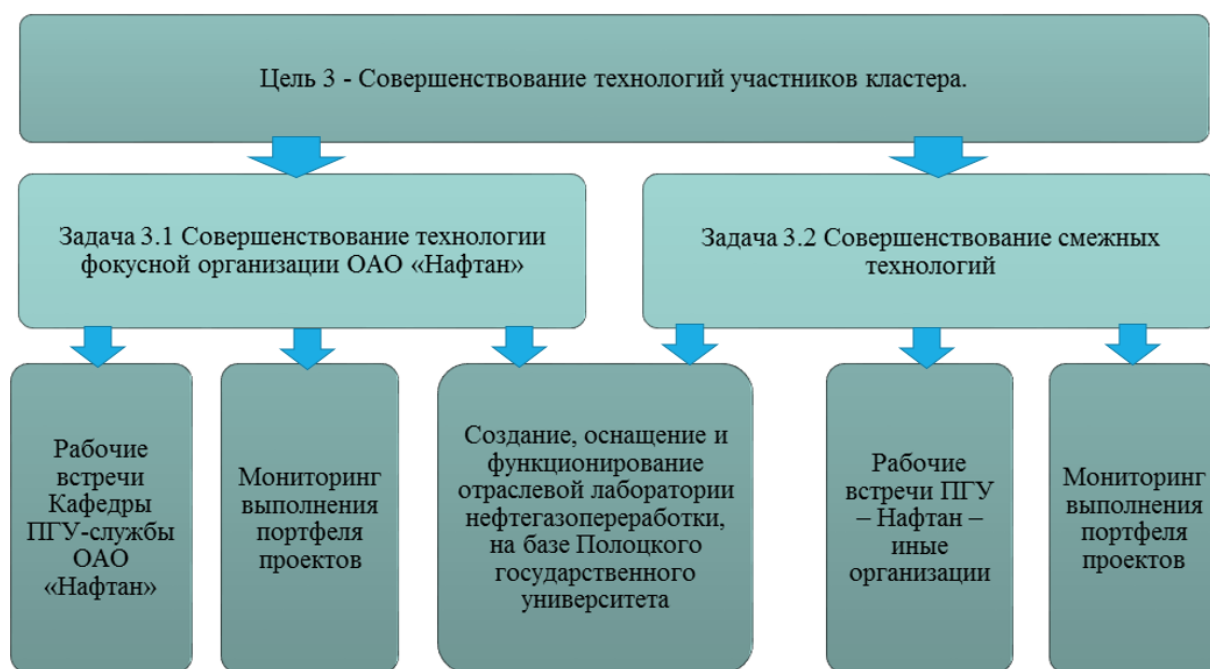 Цель 3 - Совершенствование технологий участников кластера.
Задача 3.1 Совершенствование технологии
фокусной организации ОАО «Нафтан»
Задача 3.2 Совершенствование смежных
технологий
Рабочие
встречи
Кафедры
ПГУ-службы
ОАО
«Нафтан»
Мониторинг
выполнения
портфеля
проектов
Создание, оснащение и
функционирование
отраслевой лаборатории
нефтегазопереработки,
на базе Полоцкого
государственного
университета
Рабочие
встречи ПГУ
– Нафтан –
иные
организации
Мониторинг
выполнения
портфеля
проектов